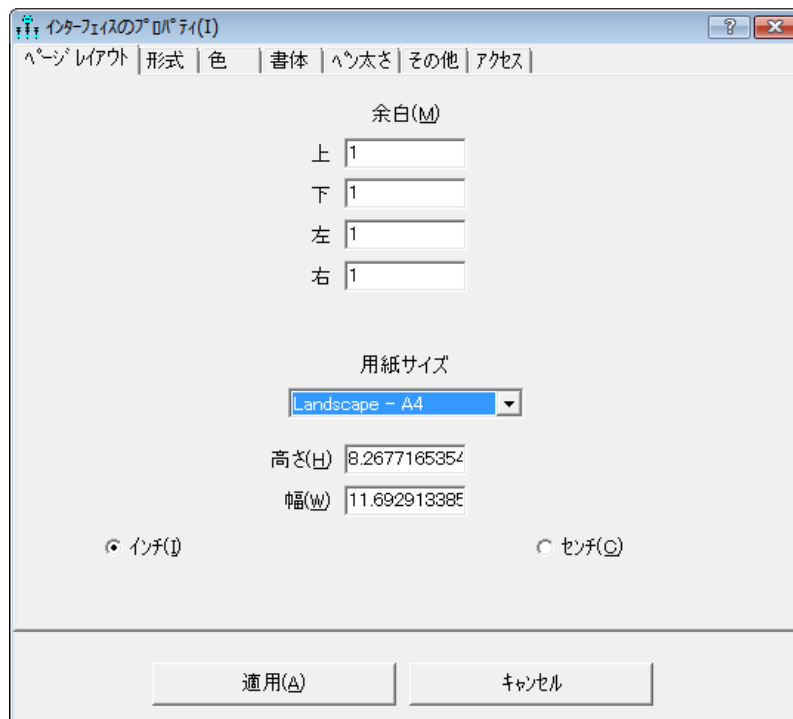 ｲﾝﾀｰﾌｪｲｽのﾌﾟﾛﾊﾟﾃｨ(I)
ﾍﾟｰｼﾞﾚｲｱｳﾄ 形式 色 書体 ﾍﾟﾝ太さ その他 ｱｸｾｽ
余白(M)
上 1
下 1
左 1
右 1
用紙サイズ
Landscape - A4
高さ(H) 8.2677165354
幅(W) 11.692913385
ｲﾝﾁ(I) ｾﾝﾁ(C)
適用(A) ｷｬﾝｾﾙ